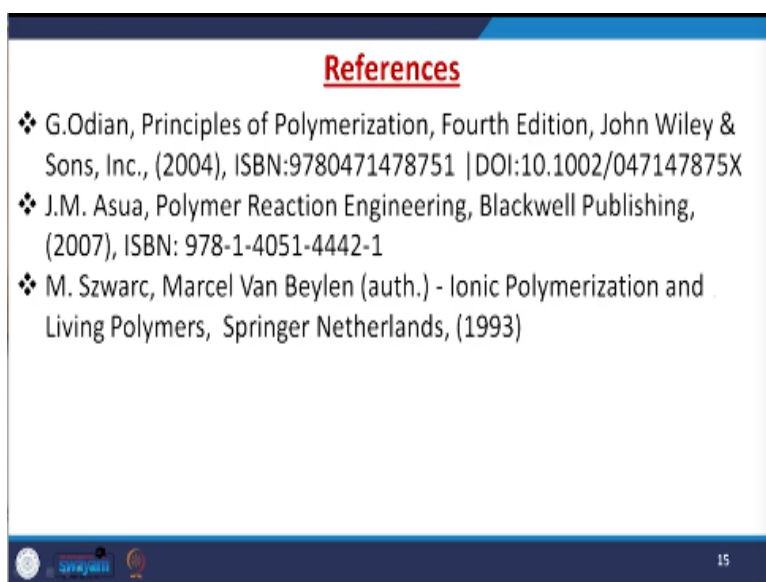 References
❖ G.Odian, Principles of Polymerization, Fourth Edition, John Wiley &
Sons, Inc., (2004), ISBN:9780471478751 |DOI:10.1002/047147875X
❖ J.M. Asua, Polymer Reaction Engineering, Blackwell Publishing,
(2007), ISBN: 978-1-4051-4442-1
❖ M. Szwarc, Marcel Van Beylen (auth.) - Ionic Polymerization and
Living Polymers, Springer Netherlands, (1993)
swayam
15